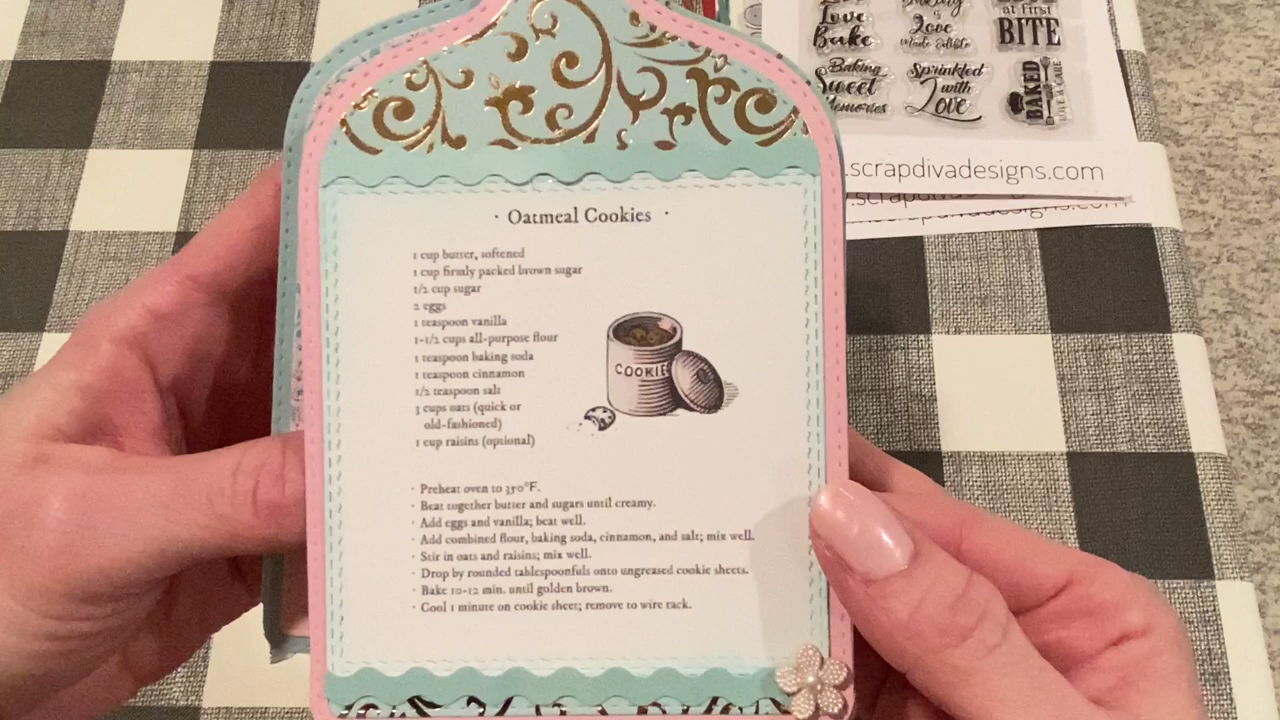 Love
Bake
Baking
is
Love
Made Edible
at first
BITE
Baking
Sweet
Memories
Sprinkled
with
Love
BAKED
.scrapdivadesigns.com
· Oatmeal Cookies ·
1 cup butter, softened
1 cup firmly packed brown sugar
1/2 cup sugar
2 eggs
1 teaspoon vanilla
1-1/2 cups all-purpose flour
1 teaspoon baking soda
1 teaspoon cinnamon
1/2 teaspoon salt
3 cups oats (quick or
old-fashioned)
1 cup raisins (optional)
COOKIE
· Preheat oven to 350°F.
· Beat together butter and sugars until creamy.
· Add eggs and vanilla; beat well.
· Add combined flour, baking soda, cinnamon, and salt; mix well.
· Stir in oats and raisins; mix well.
· Drop by rounded tablespoonfuls onto ungreased cookie sheets.
· Bake 10-12 min. until golden brown.
· Cool 1 minute on cookie sheet; remove to wire rack.